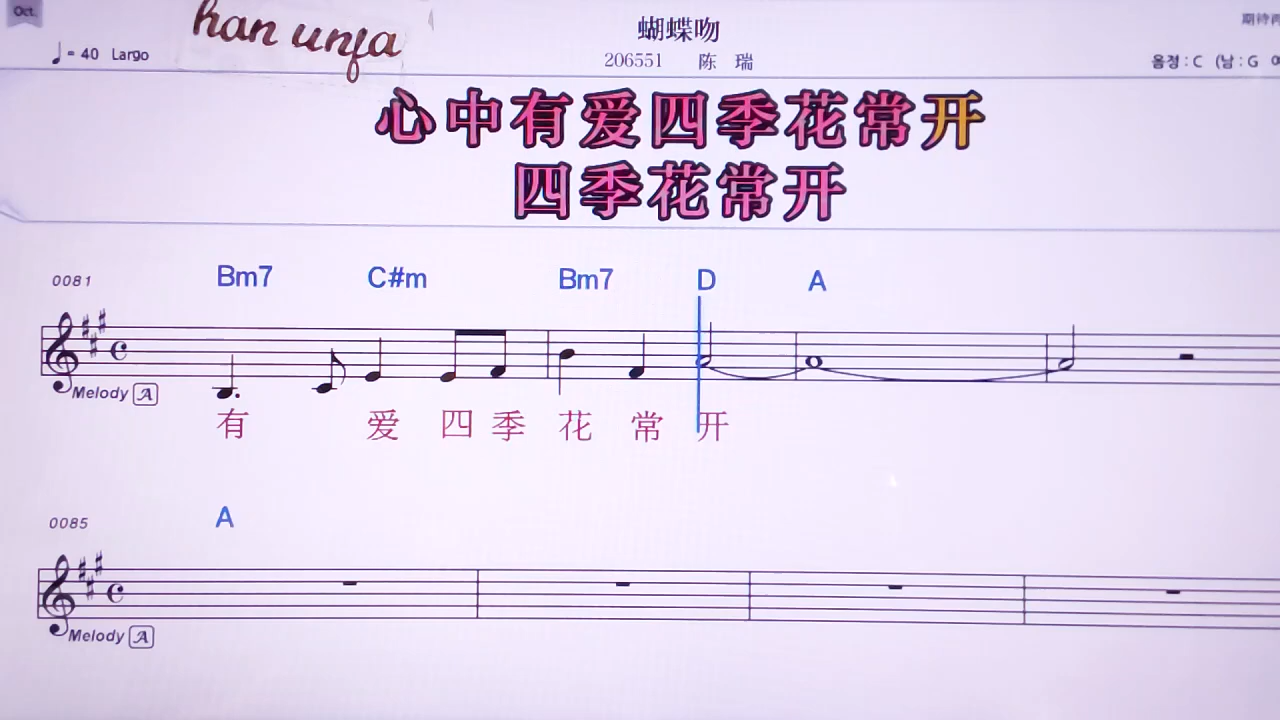 Oct.
han unfa
蝴蝶吻
♩ = 40 Largo
206551 陈 瑞
음정 : C (남 : G
心中有爱四季花常开
四季花常开
0081 Bm7 C#m Bm7 D A
Melody A
有 爱 四 季 花 常 开
0085 A
Melody A